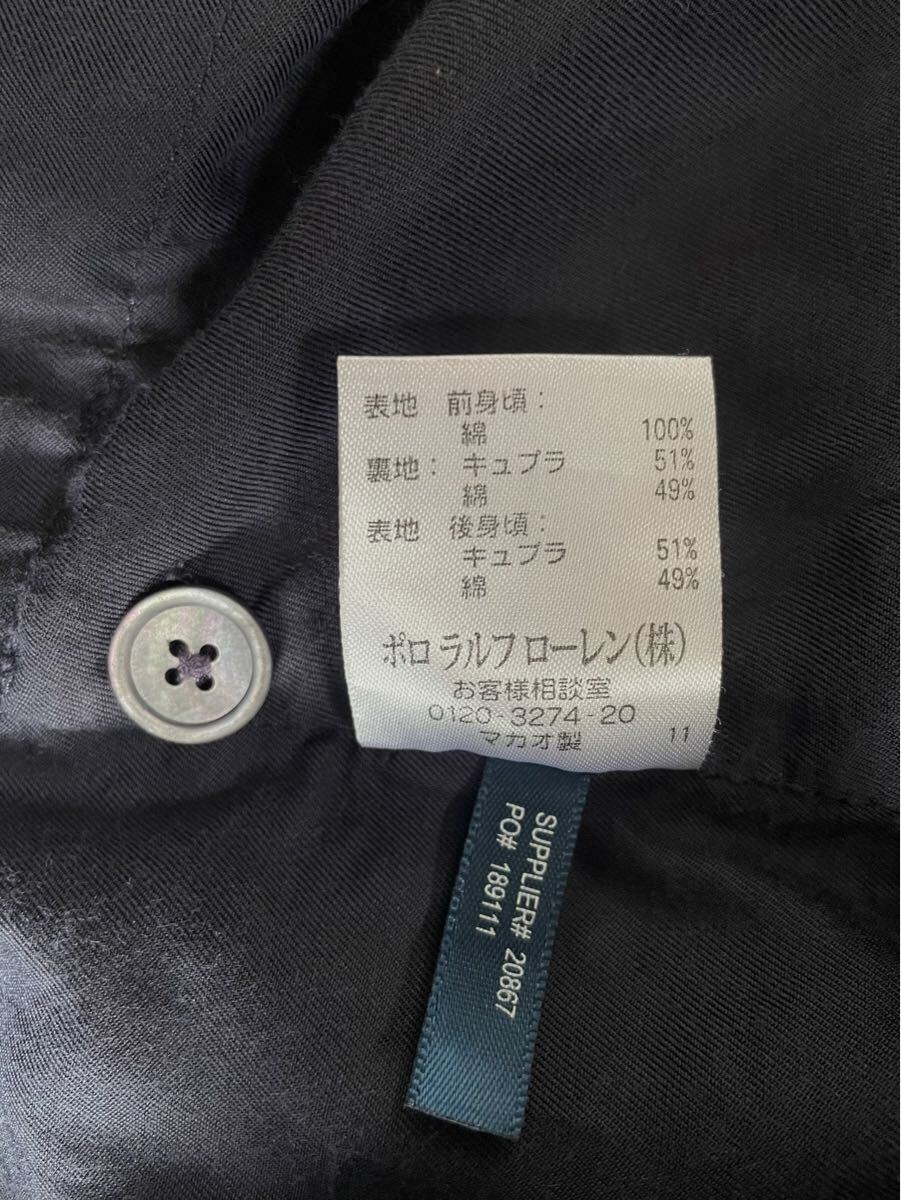 表地 前身頃:
綿 100%
裏地: キュプラ 51%
綿 49%
表地 後身頃:
キュプラ 51%
綿 49%
ポロ ラルフ ローレン(株)
お客様相談室
0120-3274-20
マカオ製 11
SUPPLIER# 20867
PO# 189111